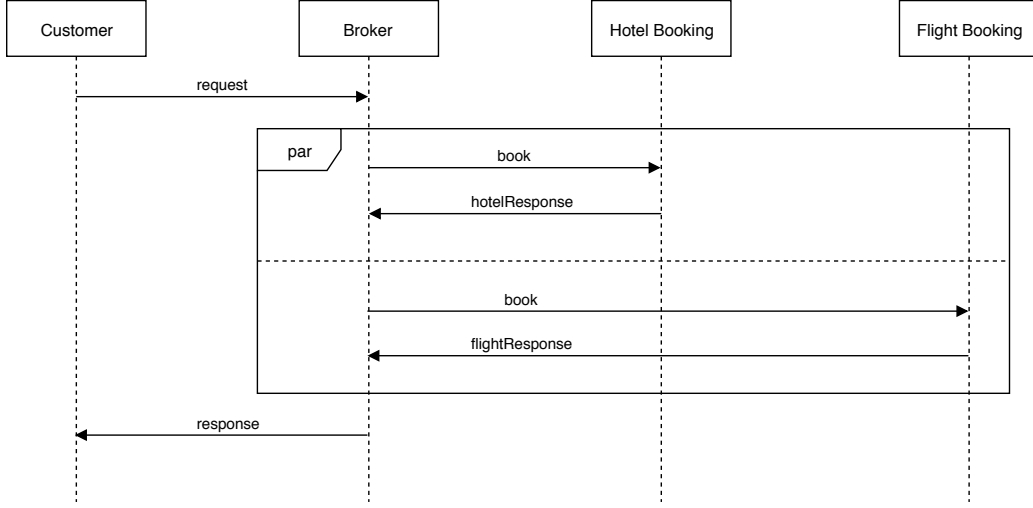 Customer
Broker
Hotel Booking
Flight Booking
request
par
book
hotelResponse
book
flightResponse
response